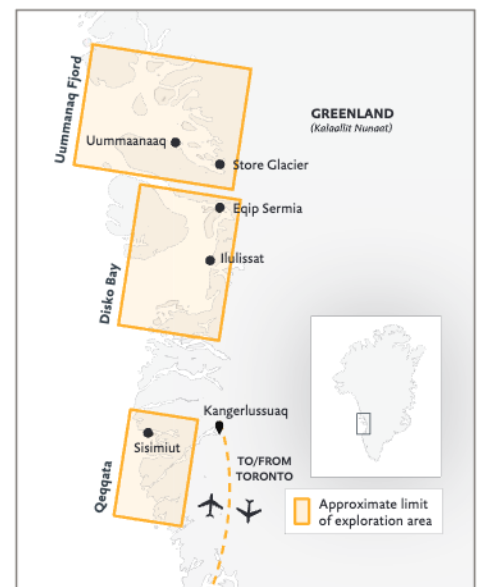 Uummanaq Fjord
GREENLAND
(Kalaallit Nunaat)
Uummaanaaq
Store Glacier
Eqip Sermia
Ilulissat
Disko Bay
Kangerlussuaq
Sisimiut
Qeqqata
TO/FROM
TORONTO
Approximate limit
of exploration area